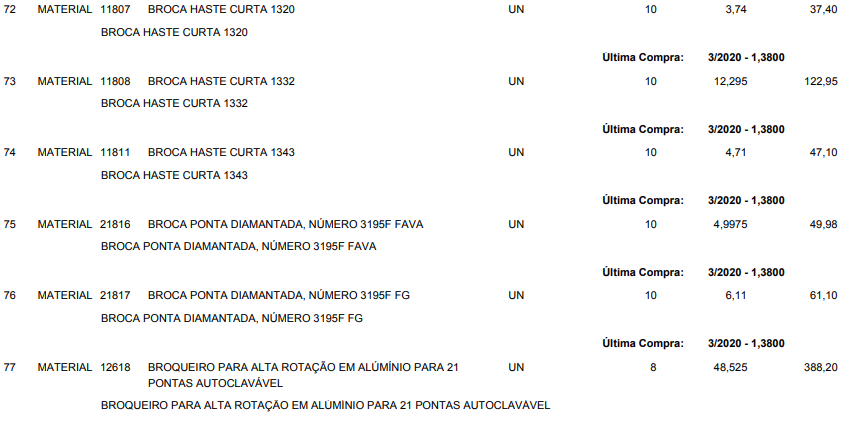 72 MATERIAL 11807 BROCA HASTE CURTA 1320 UN 10 3,74 37,40
BROCA HASTE CURTA 1320
Última Compra: 3/2020 - 1,3800
73 MATERIAL 11808 BROCA HASTE CURTA 1332 UN 10 12,295 122,95
BROCA HASTE CURTA 1332
Última Compra: 3/2020 - 1,3800
74 MATERIAL 11811 BROCA HASTE CURTA 1343 UN 10 4,71 47,10
BROCA HASTE CURTA 1343
Última Compra: 3/2020 - 1,3800
75 MATERIAL 21816 BROCA PONTA DIAMANTADA, NÚMERO 3195F FAVA UN 10 4,9975 49,98
BROCA PONTA DIAMANTADA, NÚMERO 3195F FAVA
Última Compra: 3/2020 - 1,3800
76 MATERIAL 21817 BROCA PONTA DIAMANTADA, NÚMERO 3195F FG UN 10 6,11 61,10
BROCA PONTA DIAMANTADA, NÚMERO 3195F FG
Última Compra: 3/2020 - 1,3800
77 MATERIAL 12618 BROQUEIRO PARA ALTA ROTAÇÃO EM ALÚMÍNIO PARA 21 UN 8 48,525 388,20
PONTAS AUTOCLAVÁVEL
BROQUEIRO PARA ALTA ROTAÇÃO EM ALÚMÍNIO PARA 21 PONTAS AUTOCLAVÁVEL